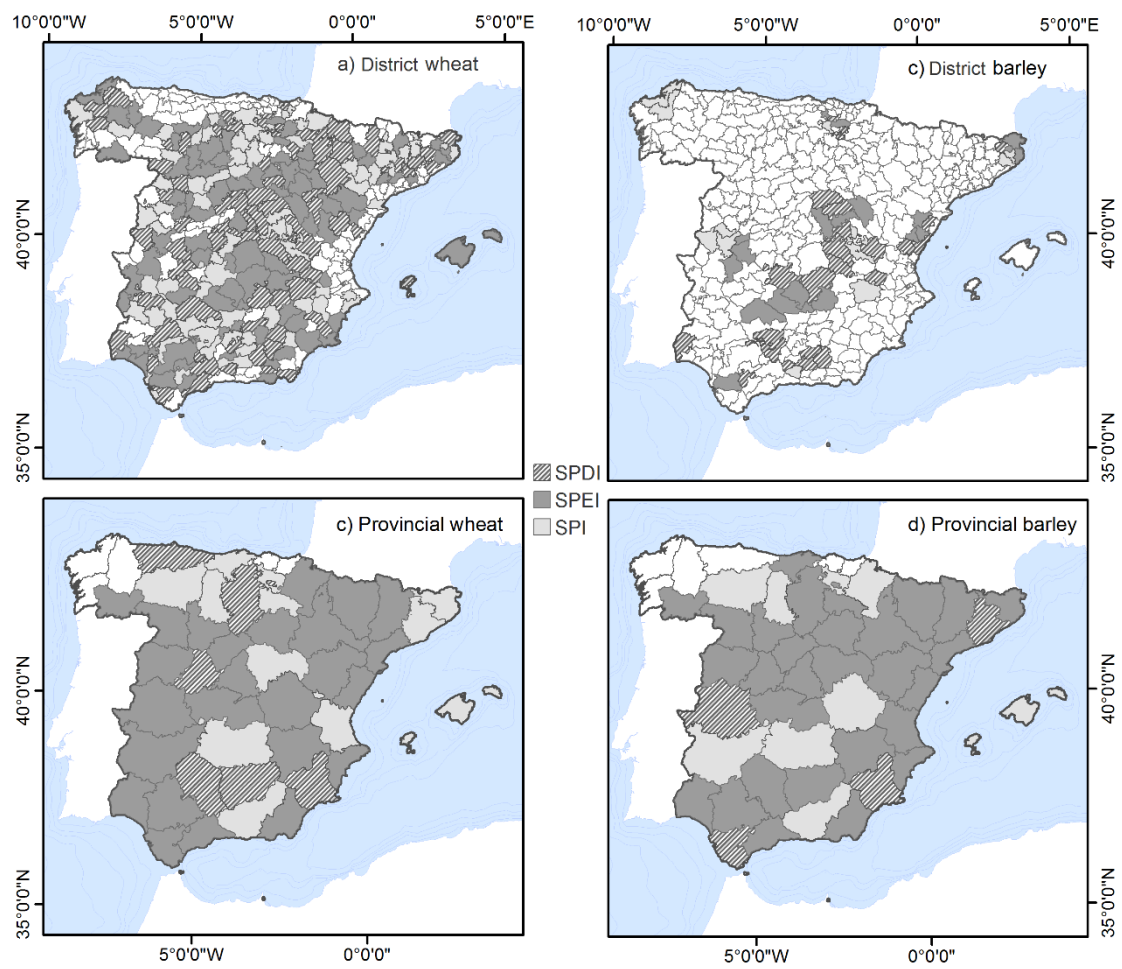 10°0'0"W 5°0'0"W 0°0'0" 5°0'0"E
10°0'0"W 5°0'0"W 0°0'0" 5°0'0"E
a) District wheat
c) District barley
40°0'0"N
40°0'0"N
35°0'0"N
35°0'0"N
SPDI
SPEI
SPI
c) Provincial wheat
d) Provincial barley
40°0'0"N
40°0'0"N
35°0'0"N
35°0'0"N
5°0'0"W 0°0'0"
5°0'0"W 0°0'0"